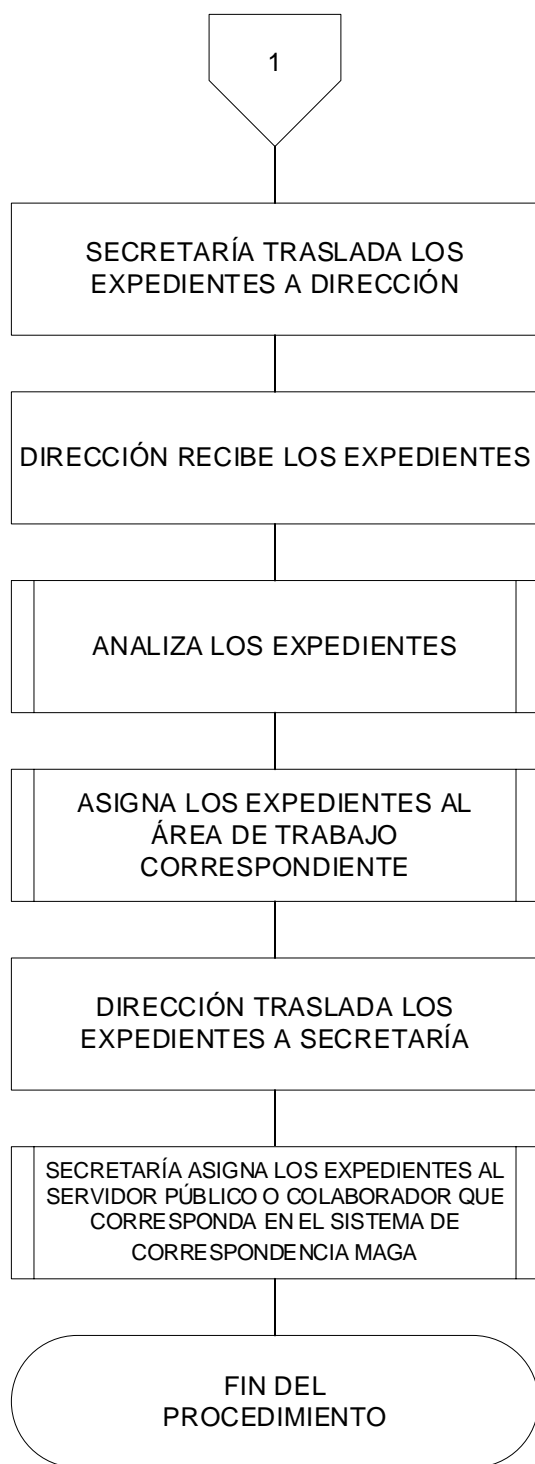 1
SECRETARÍA TRASLADA LOS
EXPEDIENTES A DIRECCIÓN
DIRECCIÓN RECIBE LOS EXPEDIENTES
ANALIZA LOS EXPEDIENTES
ASIGNA LOS EXPEDIENTES AL
ÁREA DE TRABAJO
CORRESPONDIENTE
DIRECCIÓN TRASLADA LOS
EXPEDIENTES A SECRETARÍA
SECRETARÍA ASIGNA LOS EXPEDIENTES AL
SERVIDOR PÚBLICO O COLABORADOR QUE
CORRESPONDA EN EL SISTEMA DE
CORRESPONDENCIA MAGA
FIN DEL
PROCEDIMIENTO